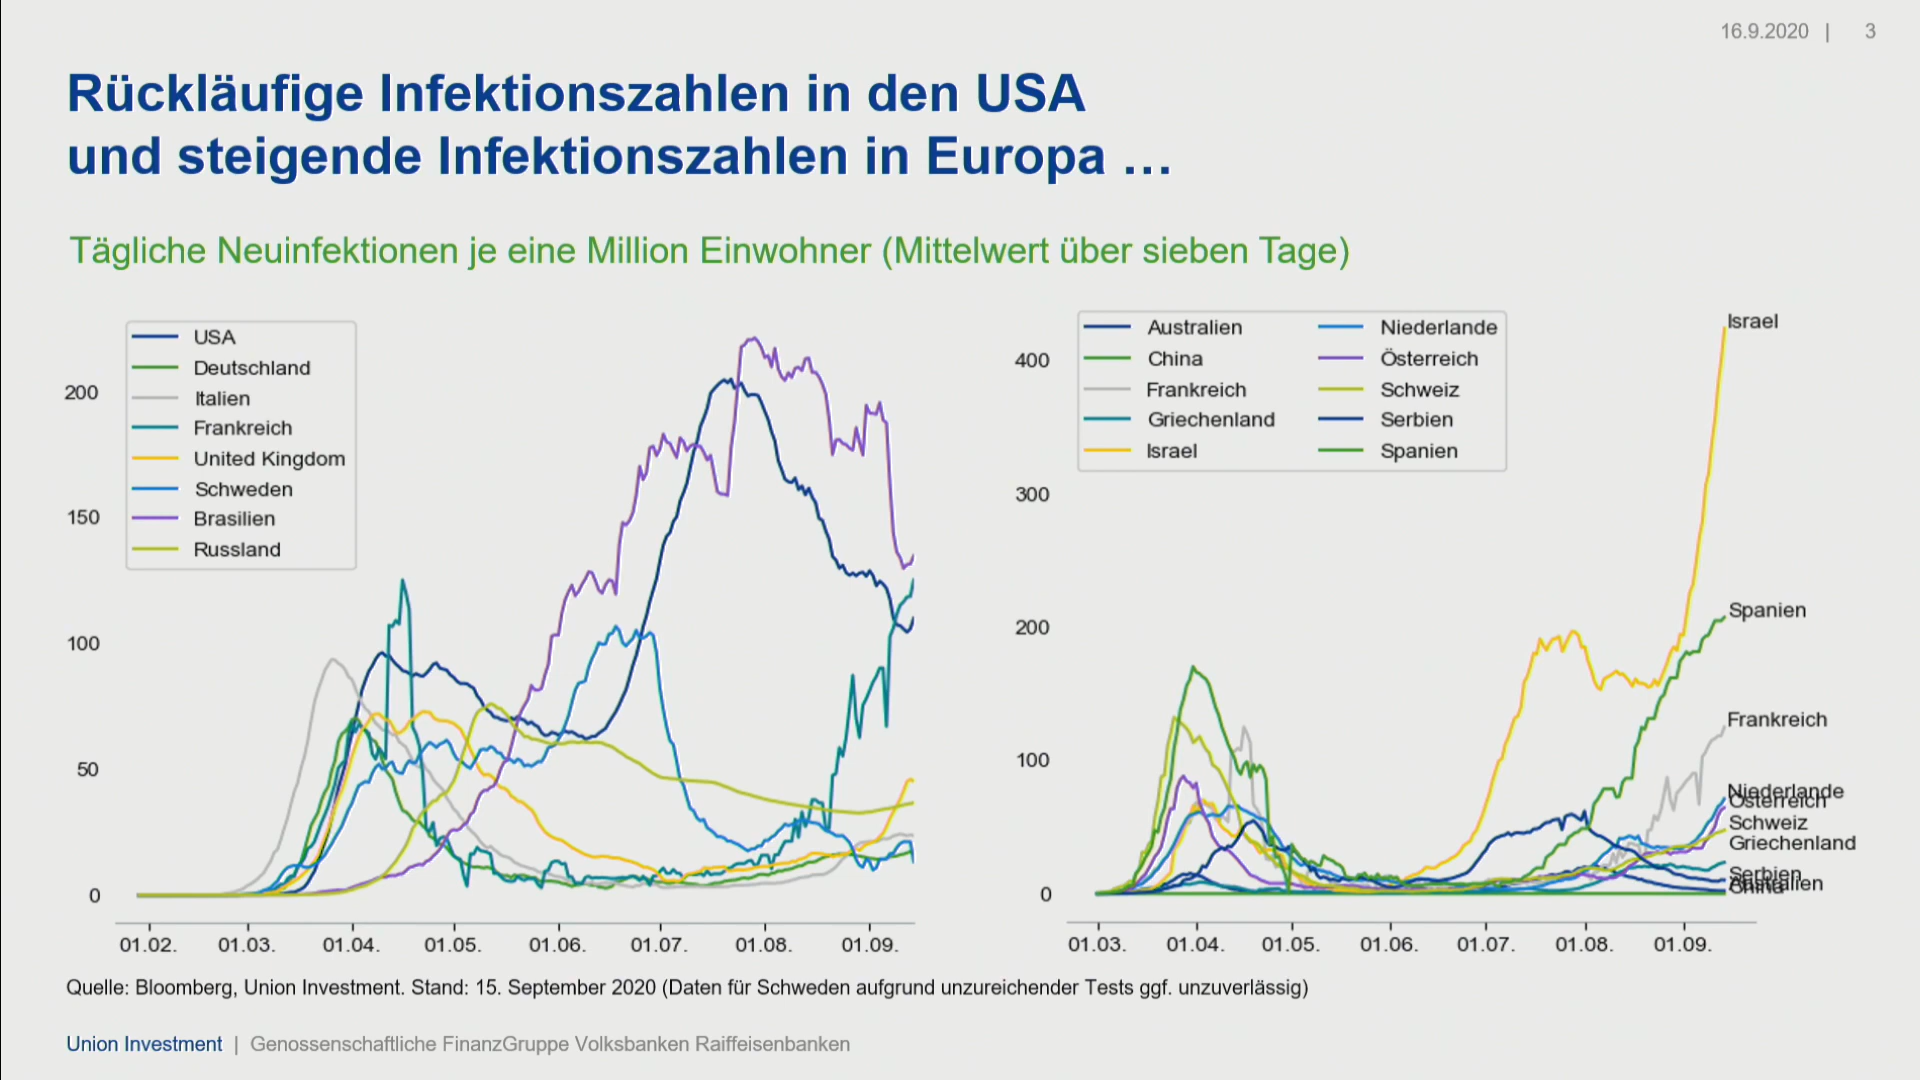 16.9.2020 | 3
Rückläufige Infektionszahlen in den USA
und steigende Infektionszahlen in Europa …
Tägliche Neuinfektionen je eine Million Einwohner (Mittelwert über sieben Tage)
USA
Deutschland
Italien
Frankreich
United Kingdom
Schweden
Brasilien
Russland
200
150
100
50
0
01.02. 01.03. 01.04. 01.05. 01.06. 01.07. 01.08. 01.09.
Australien Niederlande
China Österreich
Frankreich Schweiz
Griechenland Serbien
Israel Spanien
400
300
200
100
0
Israel
Spanien
Frankreich
Niederlande
Österreich
Schweiz
Griechenland
Serbien
Australien
China
01.03. 01.04. 01.05. 01.06. 01.07. 01.08. 01.09.
Quelle: Bloomberg, Union Investment. Stand: 15. September 2020 (Daten für Schweden aufgrund unzureichender Tests ggf. unzuverlässig)
Union Investment | Genossenschaftliche FinanzGruppe Volksbanken Raiffeisenbanken